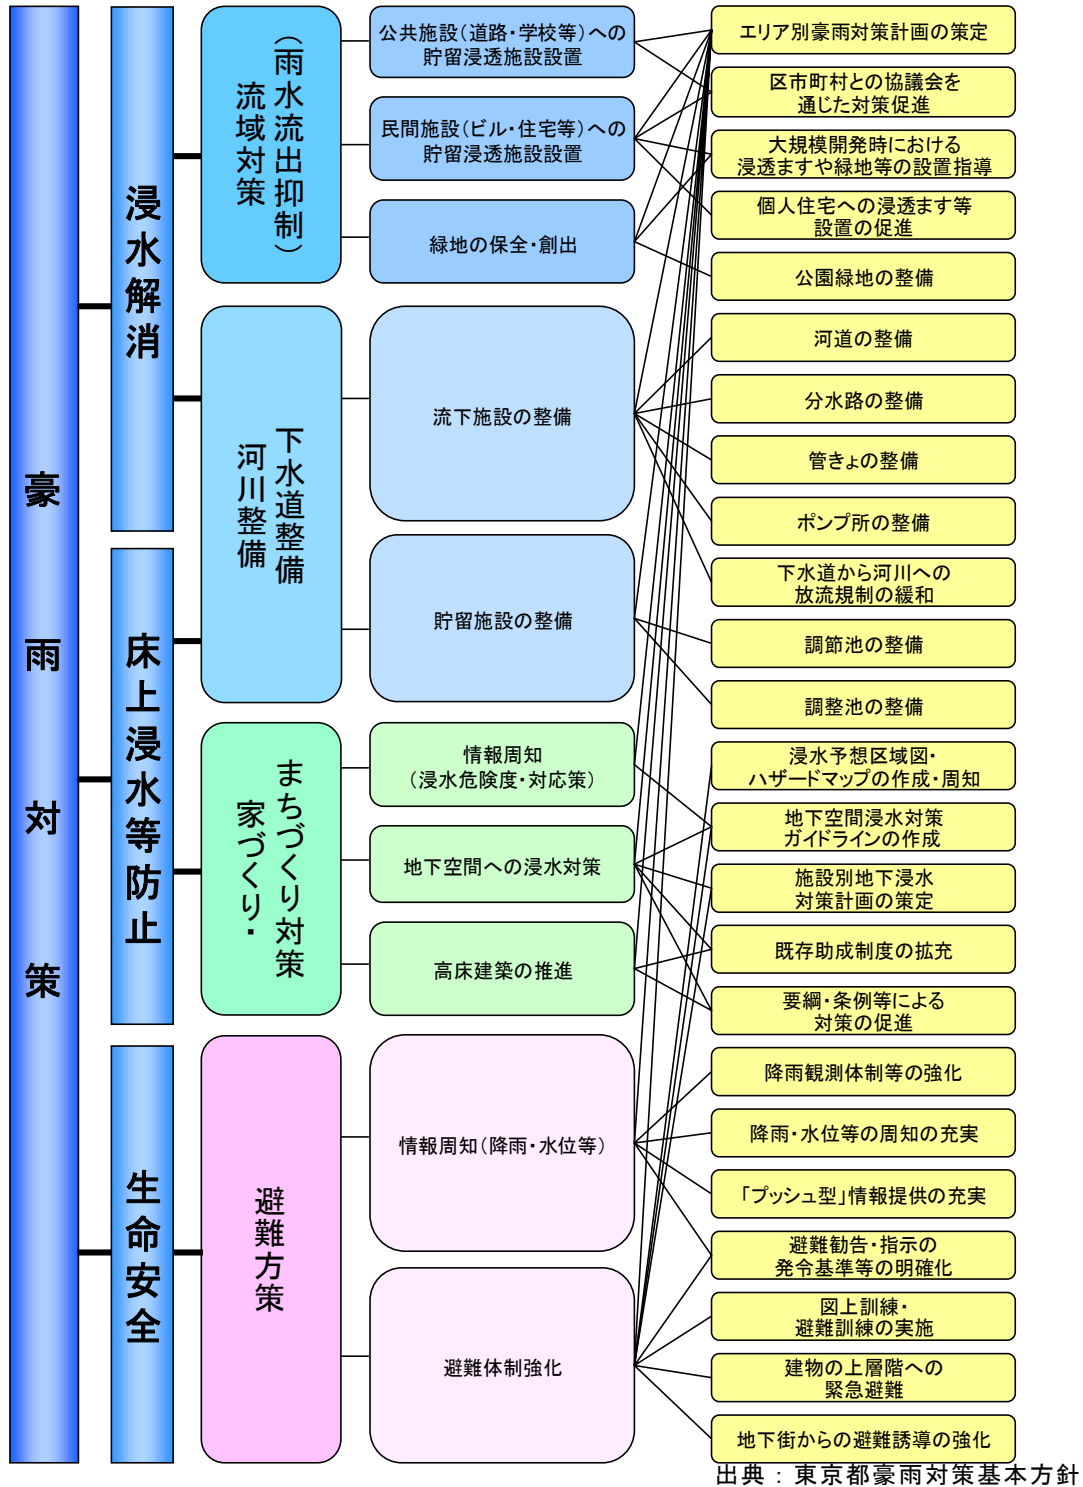 豪雨対策
浸水解消
床上浸水等防止
生命安全
流域対策
（雨水流出抑制）
河川整備
下水道整備
家づくり・
まちづくり対策
避難方策
公共施設（道路・学校等）への
貯留浸透施設設置
民間施設（ビル・住宅等）への
貯留浸透施設設置
緑地の保全・創出
流下施設の整備
貯留施設の整備
情報周知
（浸水危険度・対応策）
地下空間への浸水対策
高床建築の推進
情報周知（降雨・水位等）
避難体制強化
エリア別豪雨対策計画の策定
区市町村との協議会を
通じた対策促進
大規模開発時における
浸透ますや緑地等の設置指導
個人住宅への浸透ます等
設置の促進
公園緑地の整備
河道の整備
分水路の整備
管きょの整備
ポンプ所の整備
下水道から河川への
放流規制の緩和
調節池の整備
調整池の整備
浸水予想区域図・
ハザードマップの作成・周知
地下空間浸水対策
ガイドラインの作成
施設別地下浸水
対策計画の策定
既存助成制度の拡充
要綱・条例等による
対策の促進
降雨観測体制等の強化
降雨・水位等の周知の充実
「プッシュ型」情報提供の充実
避難勧告・指示の
発令基準等の明確化
図上訓練・
避難訓練の実施
建物の上層階への
緊急避難
地下街からの避難誘導の強化
出典：東京都豪雨対策基本方針